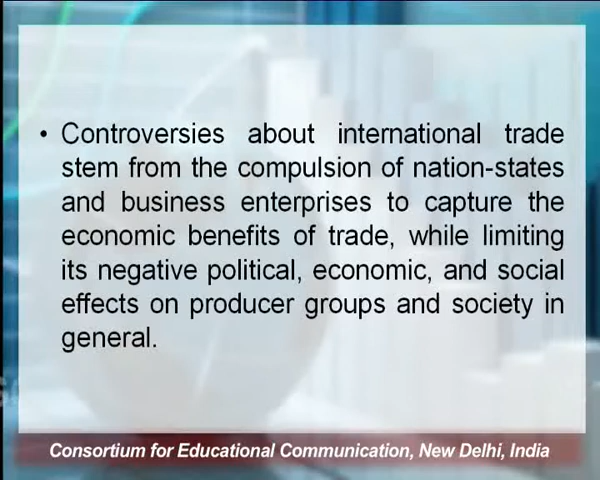 • Controversies about international trade
stem from the compulsion of nation-states
and business enterprises to capture the
economic benefits of trade, while limiting
its negative political, economic, and social
effects on producer groups and society in
general.
Consortium for Educational Communication, New Delhi, India